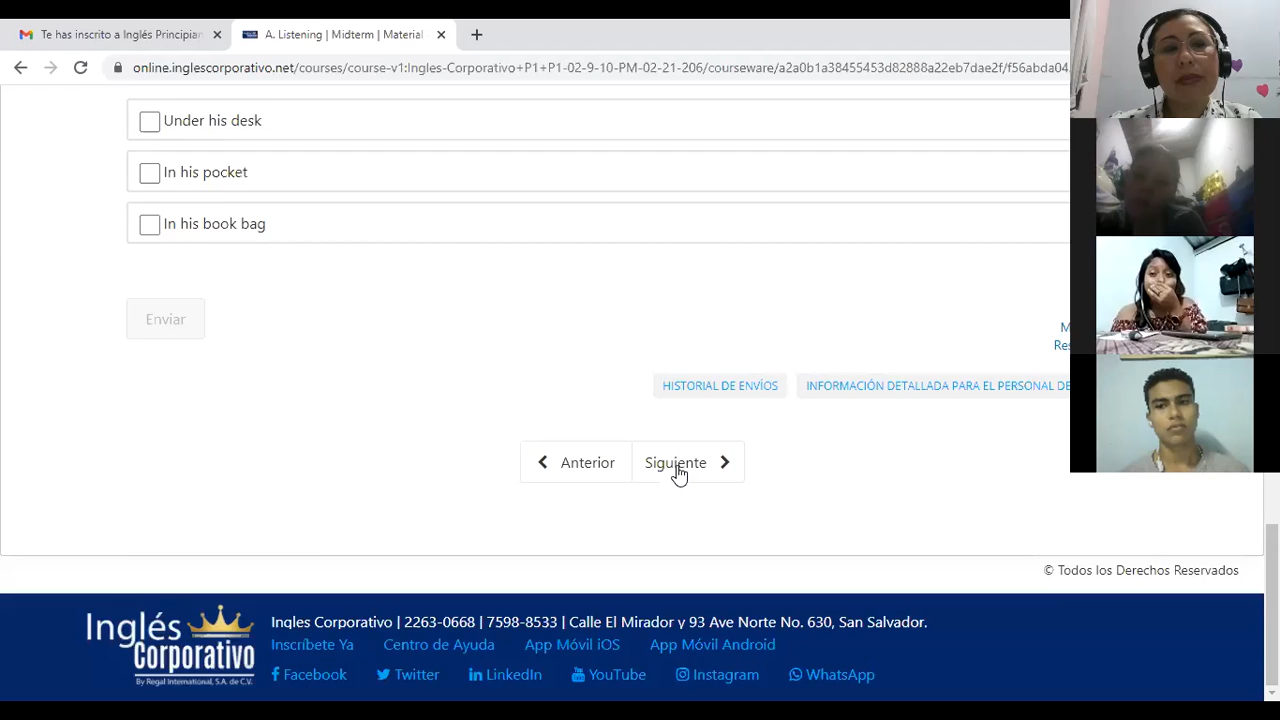 Te has inscrito a Inglés Principian
A. Listening | Midterm | Material
online.inglescorporativo.net/courses/course-v1:Ingles-Corporativo+P1+P1-02-9-10-PM-02-21-206/courseware/a2a0b1a38455453d82888a22eb7dae2f/f56abda04
Under his desk
In his pocket
In his book bag
Enviar
M
Res
HISTORIAL DE ENVÍOS
INFORMACIÓN DETALLADA PARA EL PERSONAL DE
Anterior
Siguiente
© Todos los Derechos Reservados
Inglés Corporativo
By Regal International, S.A. de C.V.
Ingles Corporativo | 2263-0668 | 7598-8533 | Calle El Mirador y 93 Ave Norte No. 630, San Salvador.
Inscríbete Ya Centro de Ayuda App Móvil iOS App Móvil Android
Facebook Twitter LinkedIn YouTube Instagram WhatsApp